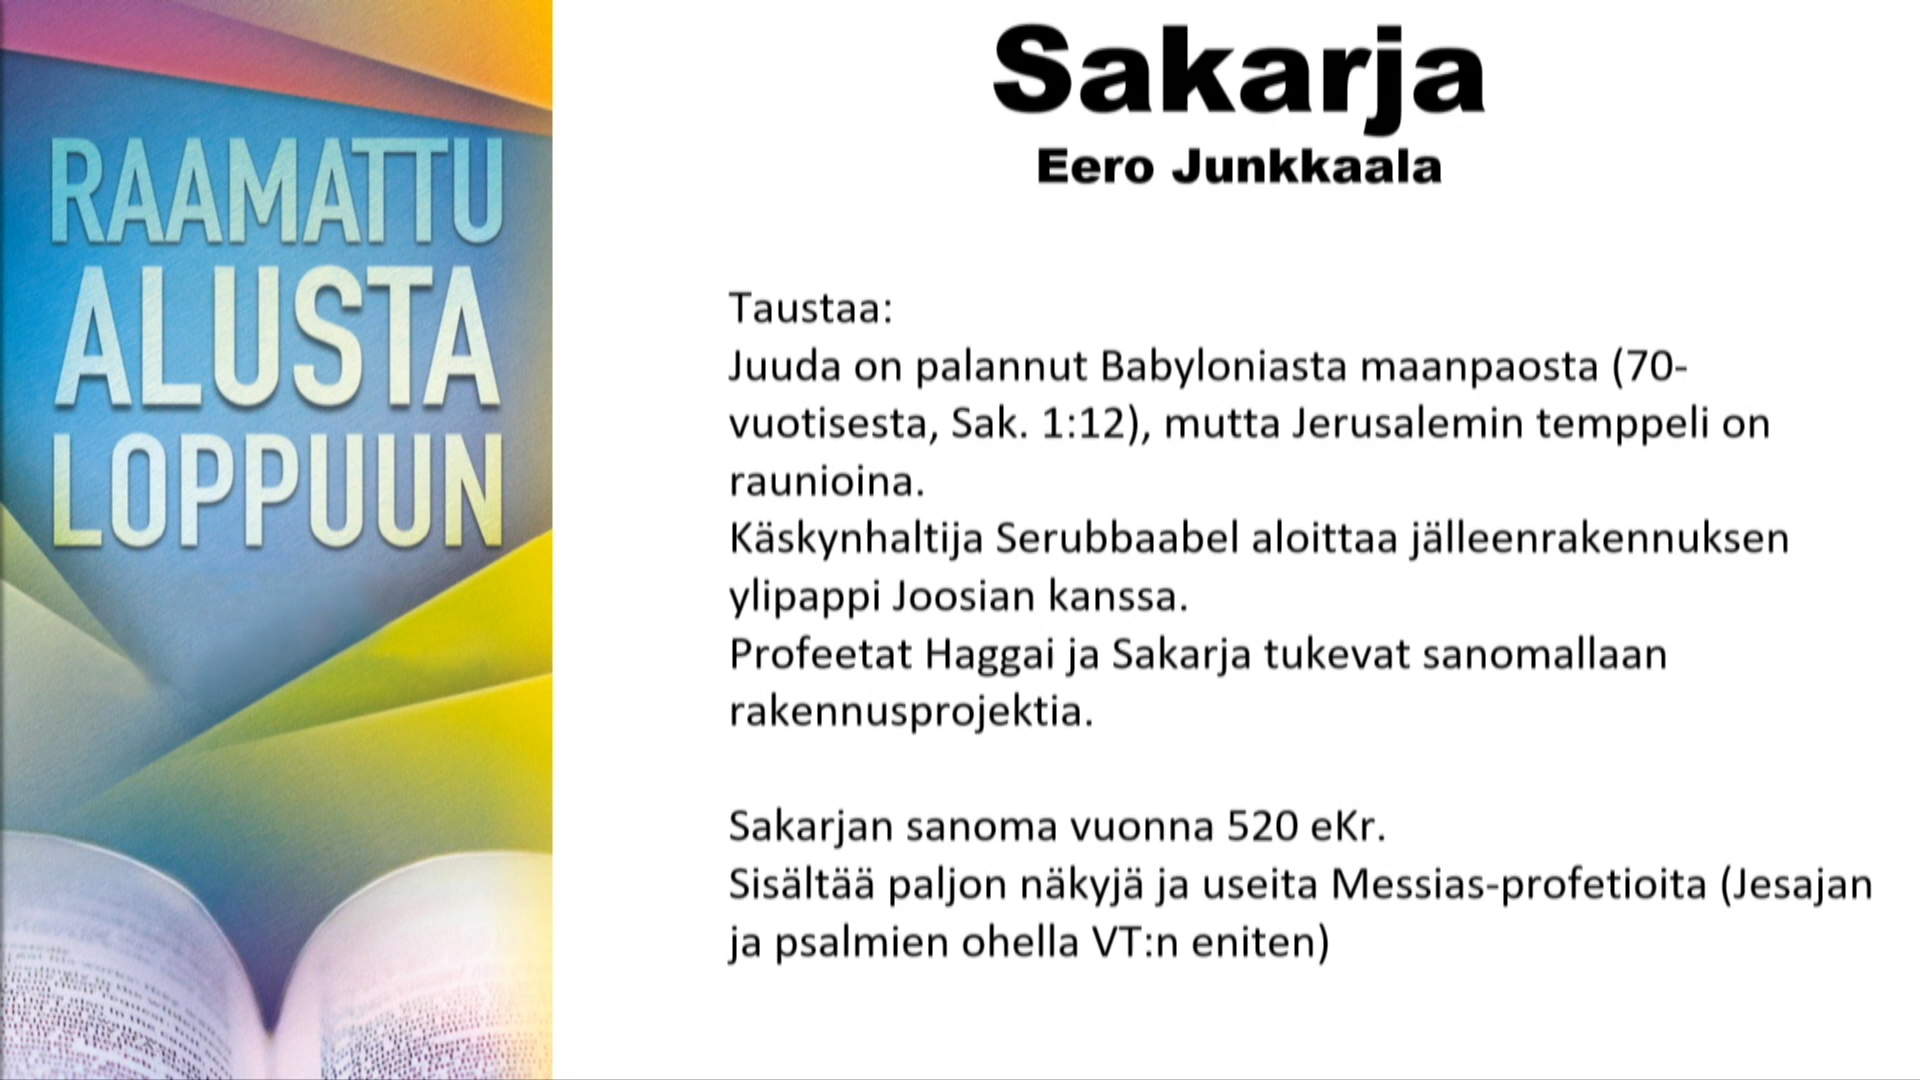 RAAMATTU
ALUSTA
LOPPUUN
Sakarja
Eero Junkkaala
Taustaa:
Juuda on palannut Babyloniasta maanpaosta (70-
vuotisesta, Sak. 1:12), mutta Jerusalemin temppeli on
raunioina.
Käskynhaltija Serubbaabel aloittaa jälleenrakennuksen
ylipappi Joosian kanssa.
Profeetat Haggai ja Sakarja tukevat sanomallaan
rakennusprojektia.
Sakarjan sanoma vuonna 520 eKr.
Sisältää paljon näkyjä ja useita Messias-profetioita (Jesajan
ja psalmien ohella VT:n eniten)